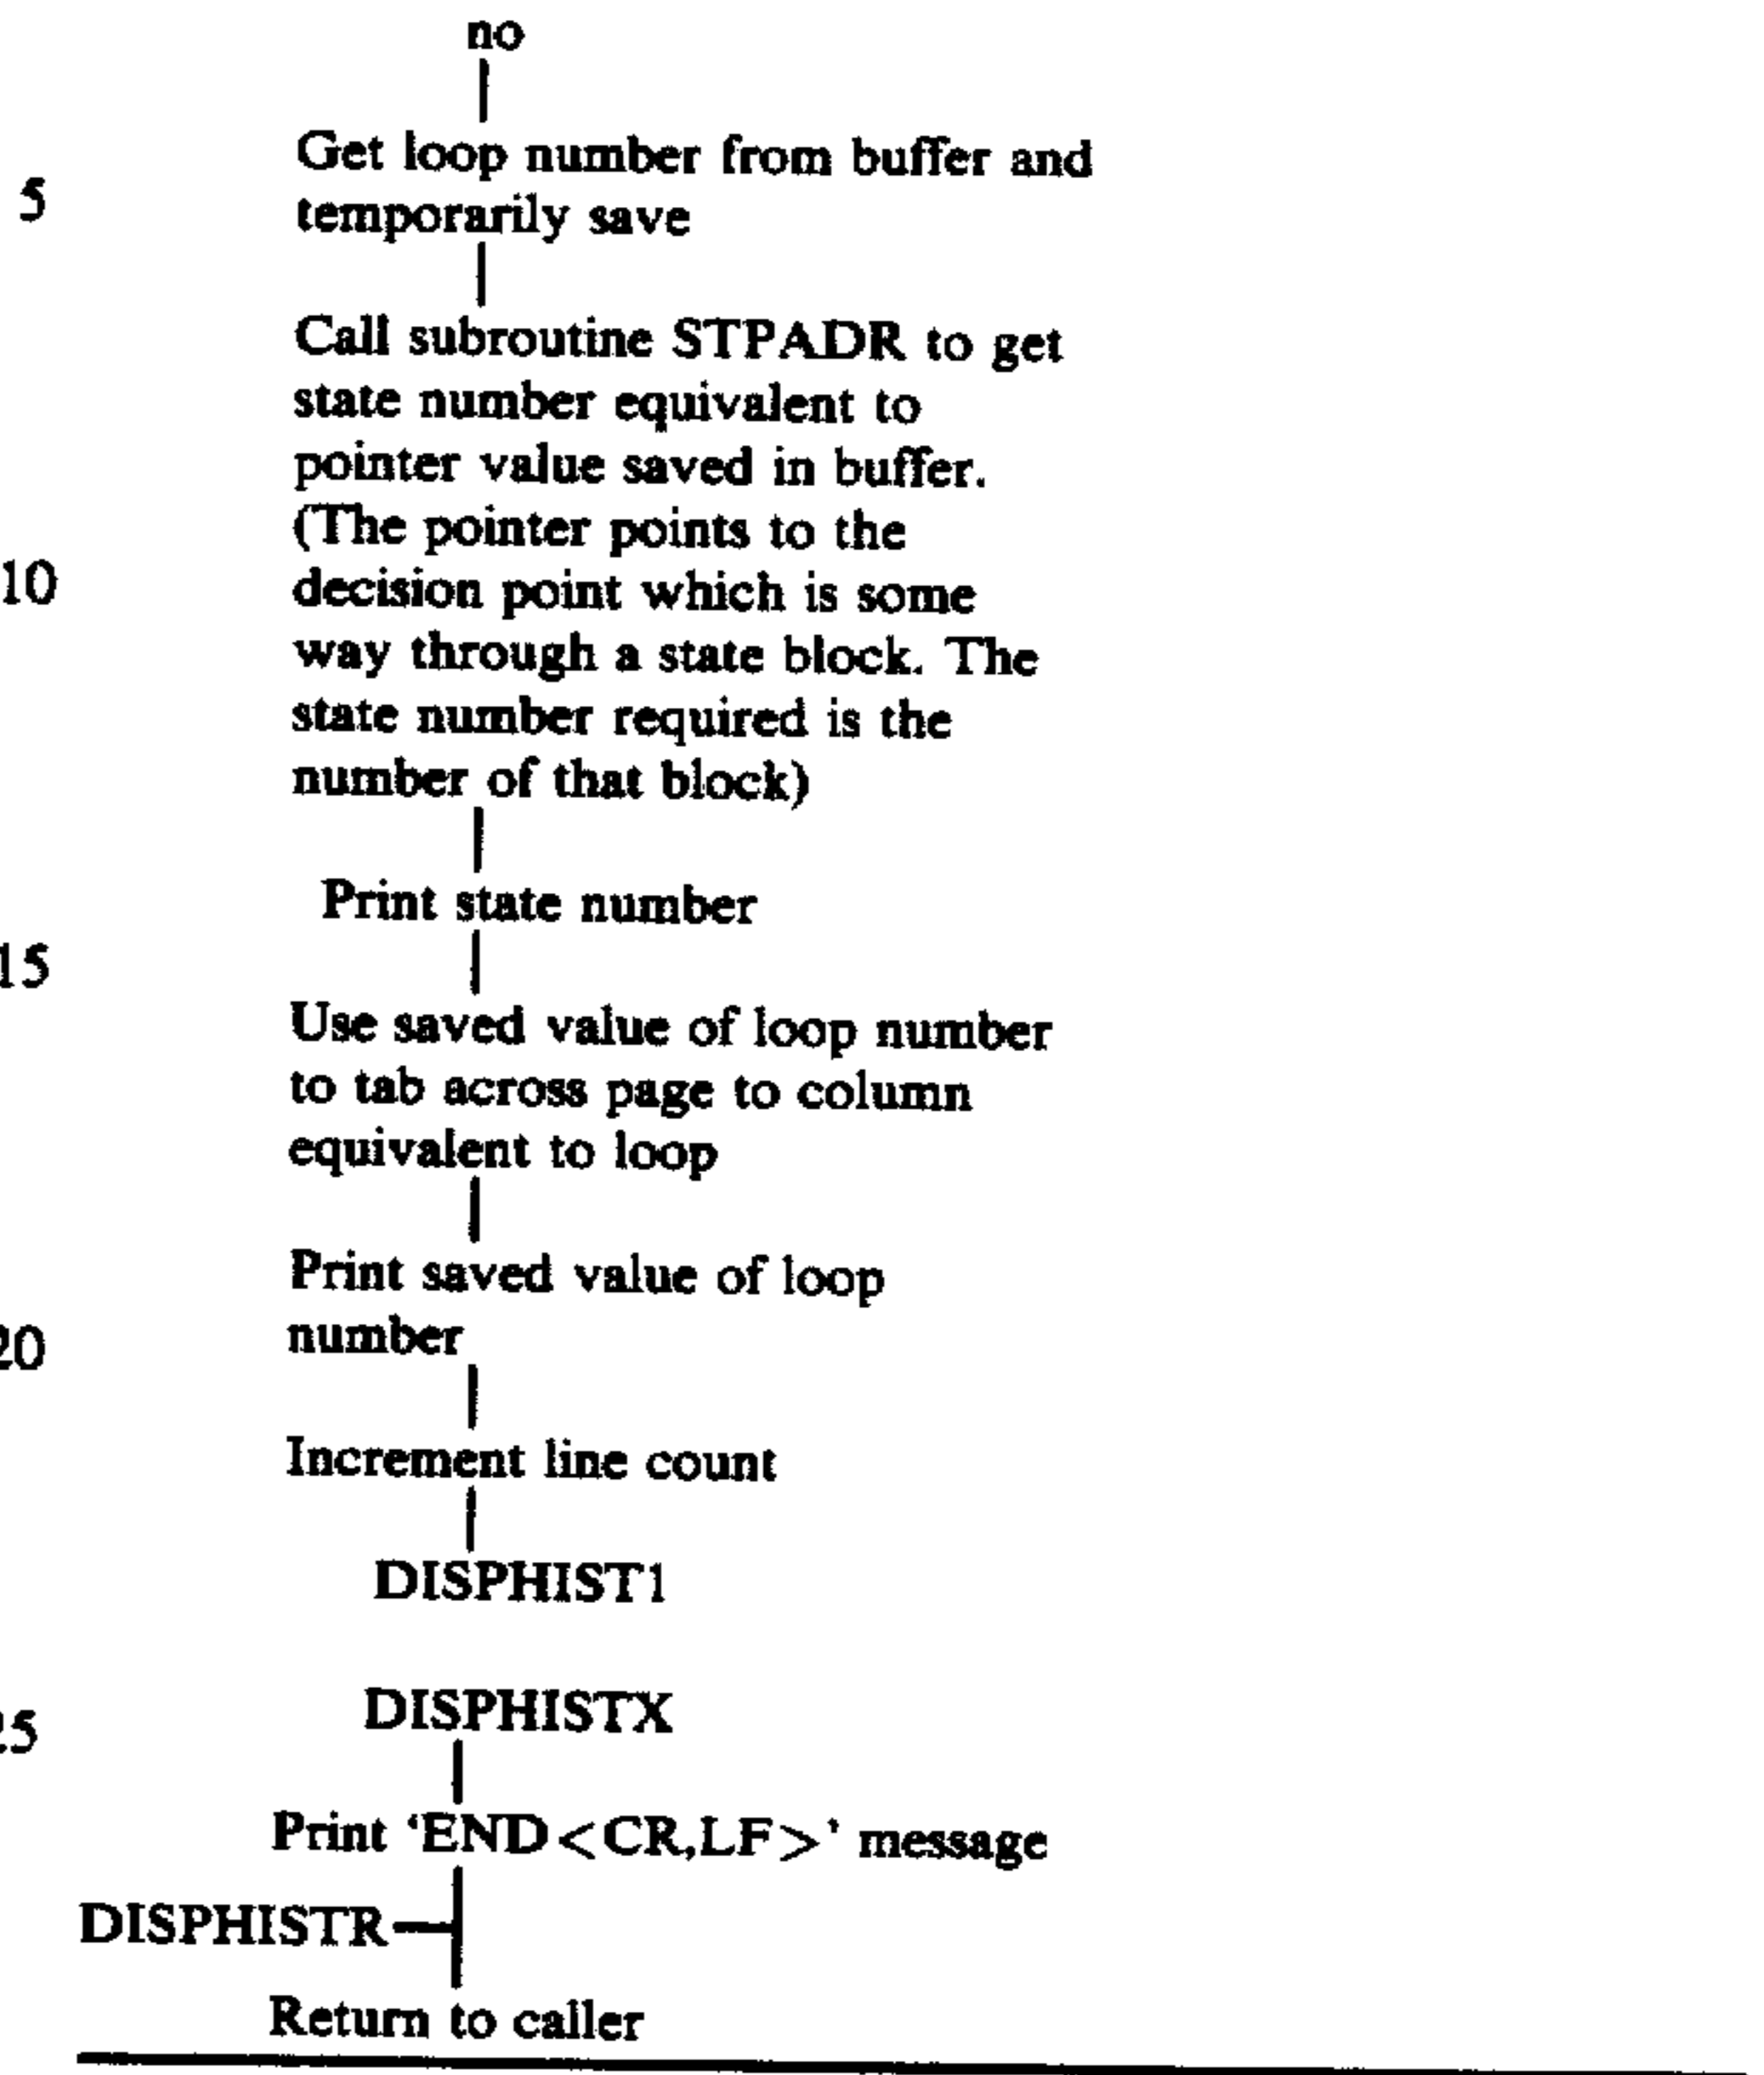 no
Get loop number from buffer and
5
temporarily save
Call subroutine STPADR to get
state number equivalent to
pointer value saved in buffer.
(The pointer points to the
10
decision point which is some
way through a state block. The
state number required is the
number of that block)
Print state number
15
Use saved value of loop number
to tab across page to column
equivalent to loop
Print saved value of loop
20
number
Increment line count
DISPHIST1
25
DISPHISTX
Print ‘END<CR,LF>’ message
DISPHISTR
Return to caller